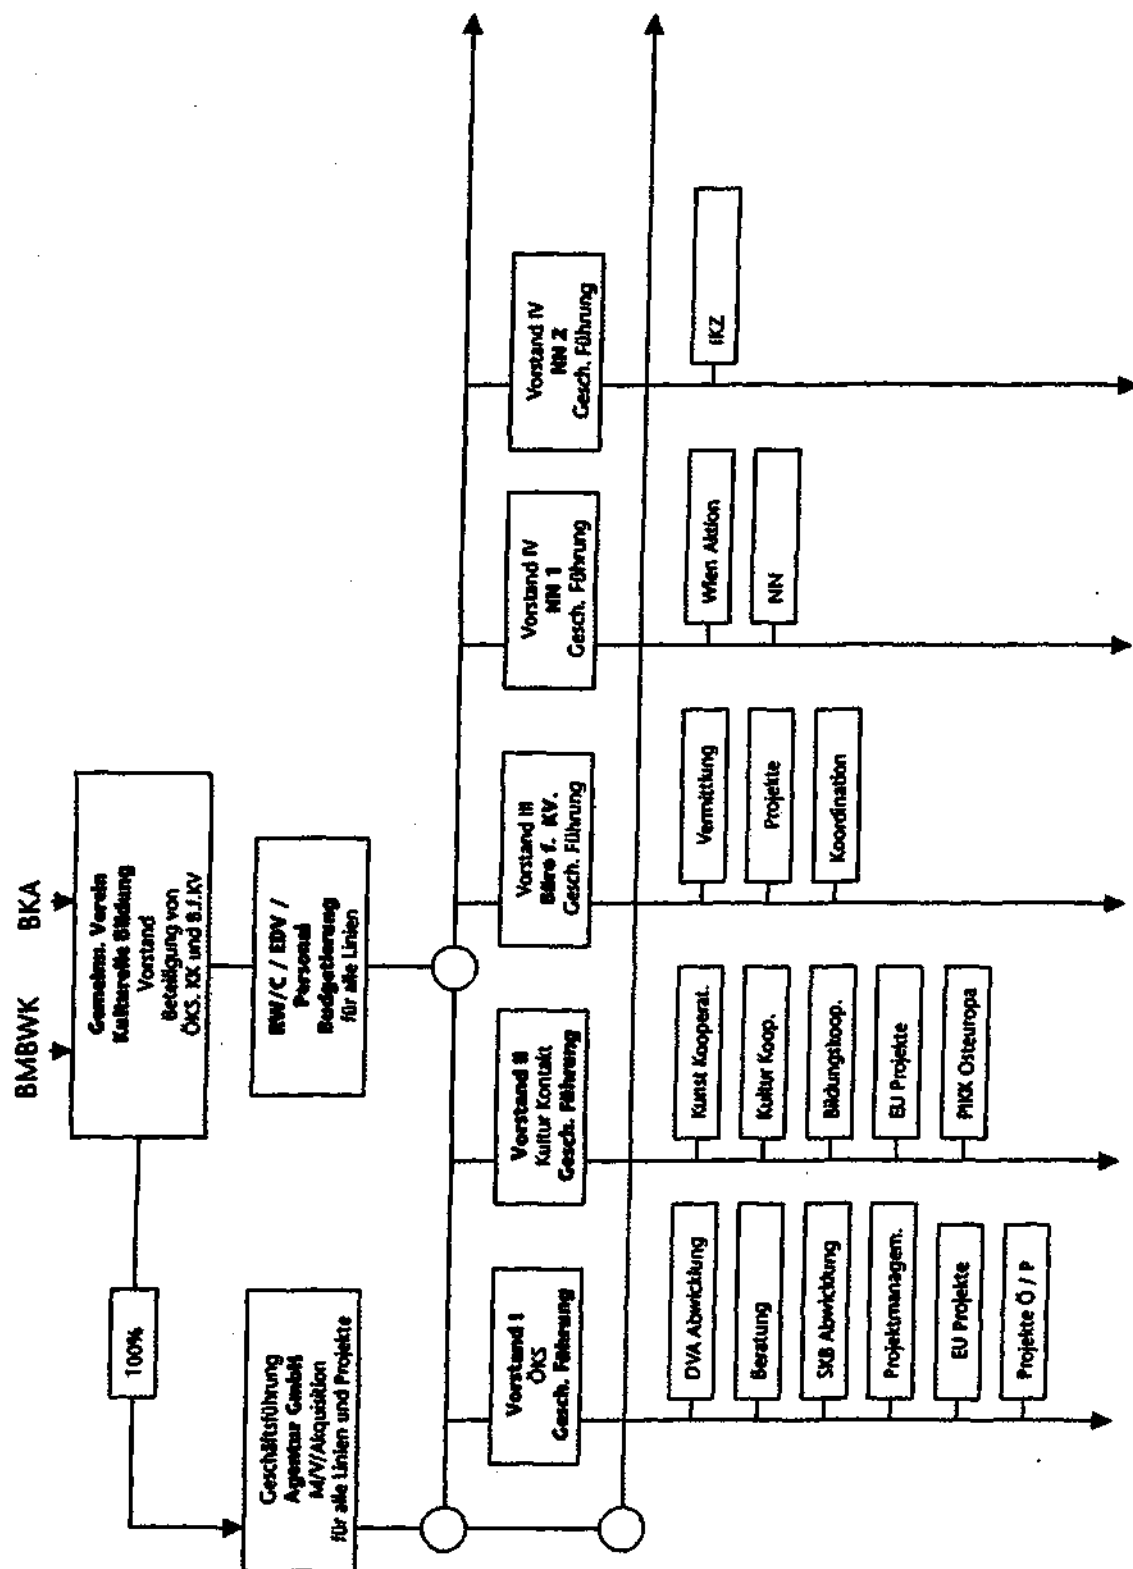 BMBWK
BKA
Gemeins. Verein
Kulturelle Bildung
Vorstand
Beteiligung von
ÖKS, KK und B.f.KV
100%
Geschäftsführung
Agentur GmbH
M/V/Akquisition
für alle Linien und Projekte
RW/C / EDV /
Personal
Budgetierung
für alle Linien
Vorstand I
ÖKS
Gesch. Führung
Vorstand II
Kultur Kontakt
Gesch. Führung
Vorstand III
Büro f. KV.
Gesch. Führung
Vorstand IV
NN 1
Gesch. Führung
Vorstand IV
NN 2
Gesch. Führung
DVA Abwicklung
Beratung
SKB Abwicklung
Projektmanagem.
EU Projekte
Projekte Ö / P
Kunst Kooperat.
Kultur Koop.
Bildungskoop.
EU Projekte
PIKK Osteuropa
Vermittlung
Projekte
Koordination
Wien Aktion
NN
IKZ